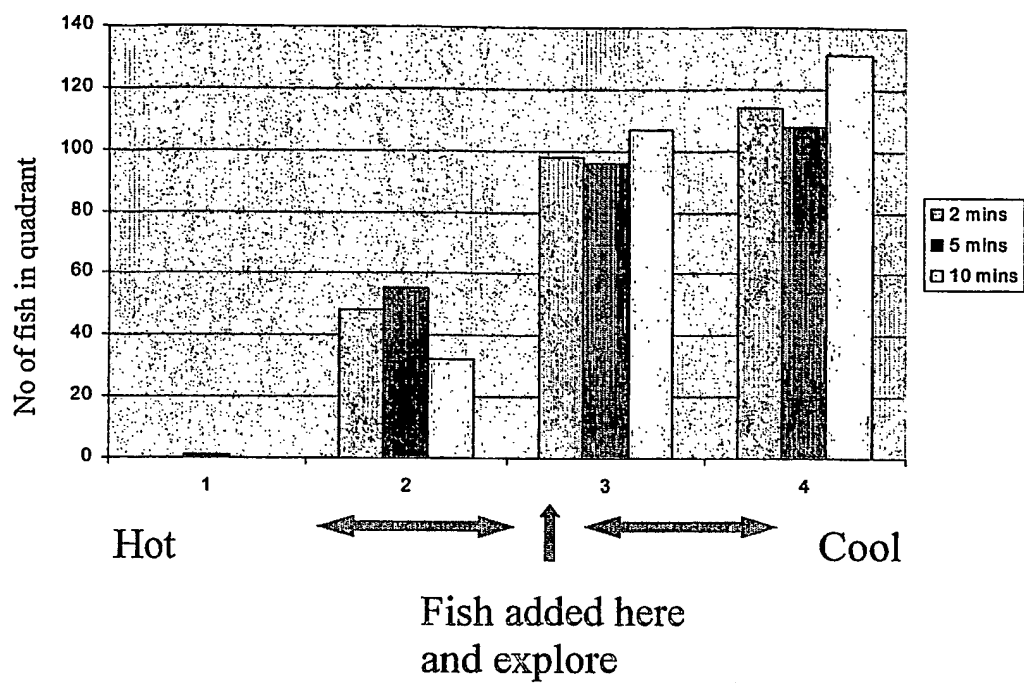 140
120
100
80
60
40
20
0
No of fish in quadrant
1 2 3 4
2 mins
5 mins
10 mins
Hot
Cool
Fish added here
and explore